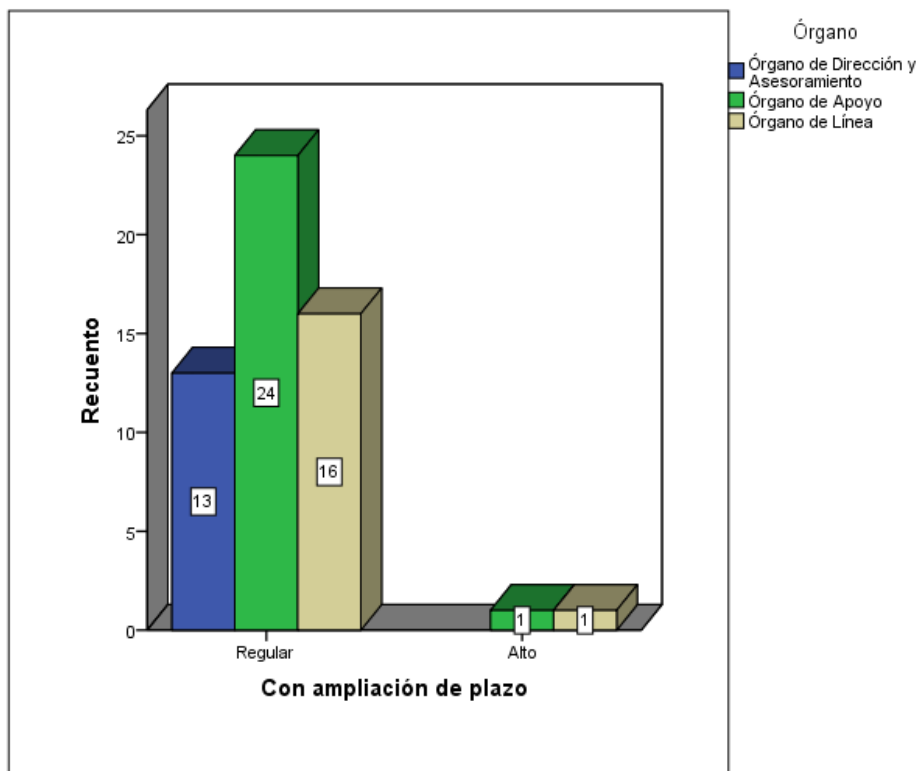 Órgano
Órgano de Dirección y
Asesoramiento
Órgano de Apoyo
Órgano de Línea
Recuento
25
20
15
10
5
0
13
24
16
1
1
Regular
Alto
Con ampliación de plazo